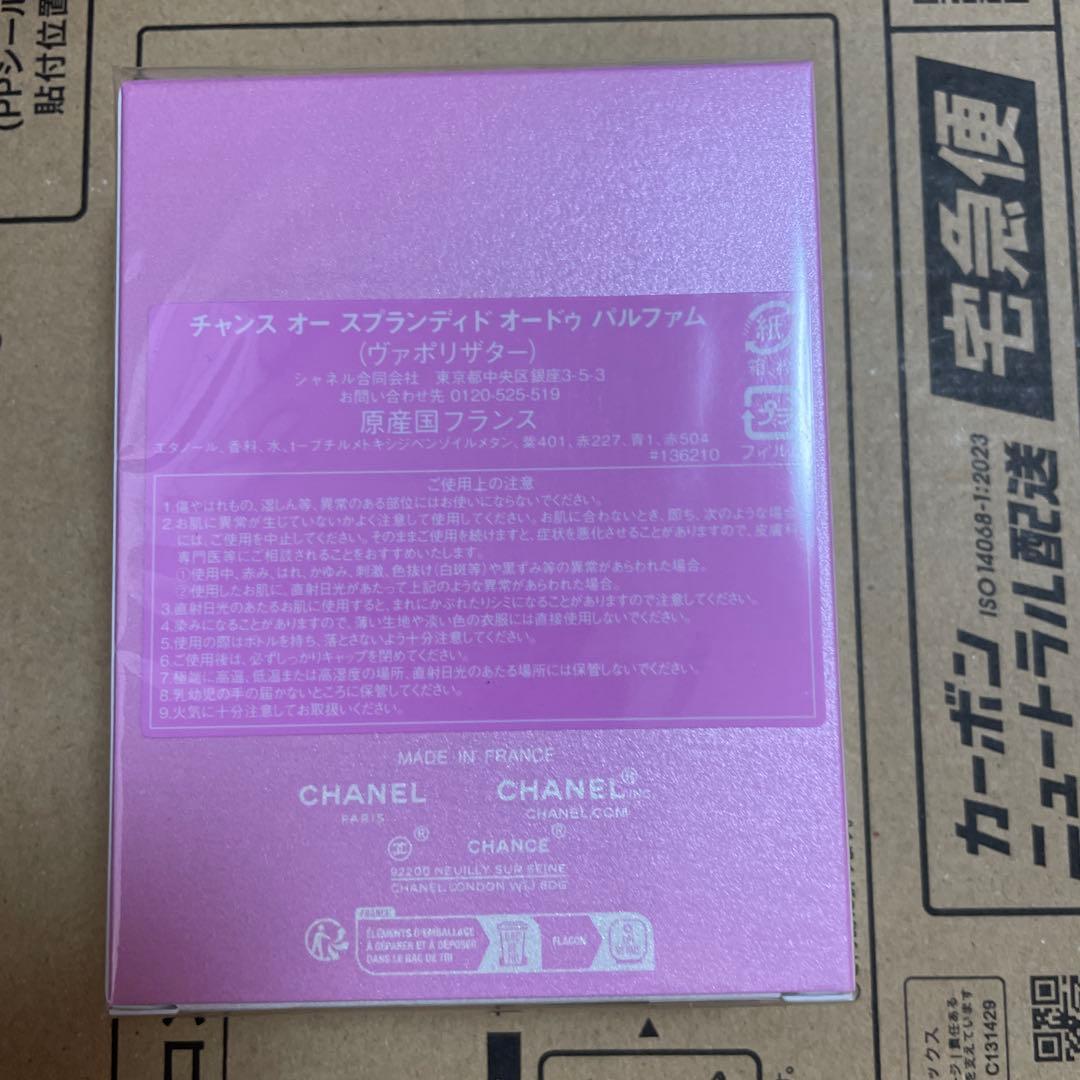 (PPシール
貼付位置
チャンス オー スプランディド オードゥ パルファム
(ヴァポリザター)
シャネル合同会社 東京都中央区銀座3-5-3
お問い合わせ先 0120-525-519
原産国フランス
エタノール、香料、水、t-ブチルメトキシジベンゾイルメタン、紫401、赤227、青1、赤504
#136210
紙
箱、
プラ
フィル
ご使用上の注意
1.傷やはれもの、湿しん等、異常のある部位にはお使いにならないでください。
2.お肌に異常が生じていないかよく注意して使用してください。お肌に合わないとき、即ち、次のような場合
には、ご使用を中止してください。そのままご使用を続けますと、症状を悪化させることがありますので、皮膚科
専門医等にご相談されることをおすすめいたします。
①使用中、赤み、はれ、かゆみ、刺激、色抜け(白斑等)や黒ずみ等の異常があらわれた場合。
②使用したお肌に、直射日光があたって上記のような異常があらわれた場合。
3.直射日光のあたるお肌に使用すると、まれにかぶれたりシミになることがありますので注意してください。
4.染みになることがありますので、薄い生地や淡い色の衣服には直接使用しないでください。
5.使用の際はボトルを持ち、落とさないよう十分注意してください。
6.ご使用後は、必ずしっかりキャップを閉めてください。
7.極端に高温、低温または高湿度の場所、直射日光のあたる場所には保管しないでください。
8.乳幼児の手の届かないところに保管してください。
9.火気に十分注意してお取扱いください。
MADE IN FRANCE
CHANEL
PARIS
CHANEL® INC
CHANEL.COM
® CHANCE®
92200 NEUILLY SUR SEINE
CHANEL LONDON W1J 8DG
FRANCE
ÉLÉMENTS D'EMBALLAGE
À SÉPARER ET À DÉPOSER
DANS LE BAC DE TRI
FLACON
宅急便
ISO14068-1:2023
カーボン
ニュートラル配送
ックス
責任ある
を支えています
C131429